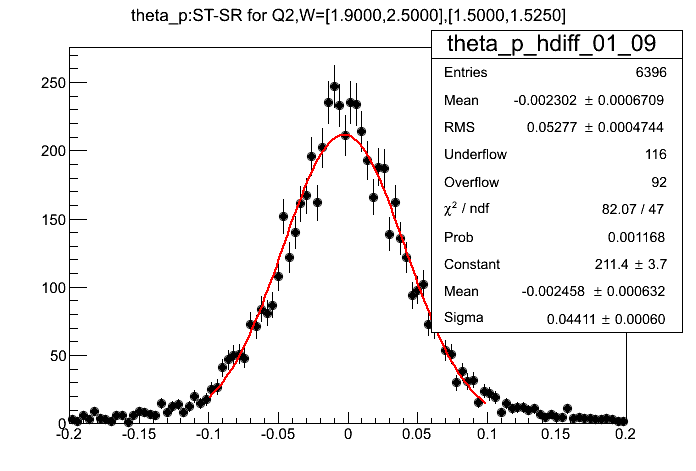 theta_p:ST-SR for Q2,W=[1.9000,2.5000],[1.5000,1.5250]
theta_p_hdiff_01_09
Entries 6396
Mean -0.002302 ± 0.0006709
RMS 0.05277 ± 0.0004744
Underflow 116
Overflow 92
χ² / ndf 82.07 / 47
Prob 0.001168
Constant 211.4 ± 3.7
Mean -0.002458 ± 0.000632
Sigma 0.04411 ± 0.00060
250
200
150
100
50
0
-0.2 -0.15 -0.1 -0.05 0 0.05 0.1 0.15 0.2